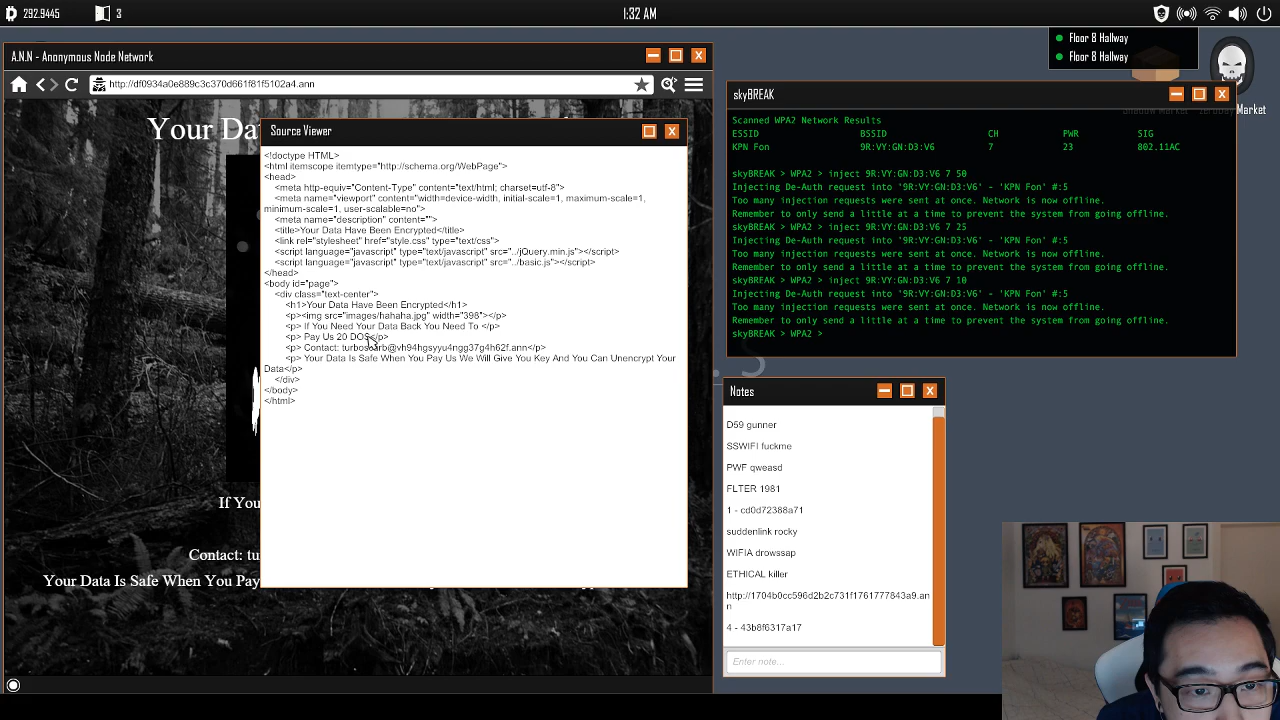 292.9445
3
1:32 AM
Floor 8 Hallway
Floor 8 Hallway
A.N.N - Anonymous Node Network
http://df0934a0e889c3c370d661f81f5102a4.ann
Your Da
If You
Contact: tu
Your Data Is Safe When You Pay
Source Viewer
<!doctype HTML>
<html itemscope itemtype="http://schema.org/WebPage">
<head>
<meta http-equiv="Content-Type" content="text/html; charset=utf-8">
<meta name="viewport" content="width=device-width, initial-scale=1, maximum-scale=1,
minimum-scale=1, user-scalable=no">
<meta name="description" content="">
<title>Your Data Have Been Encrypted</title>
<link rel="stylesheet" href="style.css" type="text/css">
<script language="javascript" type="text/javascript" src="../jQuery.min.js"></script>
<script language="javascript" type="text/javascript" src="../basic.js"></script>
</head>
<body id="page">
<div class="text-center">
<h1>Your Data Have Been Encrypted</h1>
<p><img src="images/hahaha.jpg" width="398"></p>
<p> If You Need Your Data Back You Need To </p>
<p> Pay Us 20 DOS</p>
<p> Contact:
<p> Your Data Is Safe When You Pay Us We Will Give You Key And You Can Unencrypt Your
Data</p>
</div>
</body>
</html>
skyBREAK
Scanned WPA2 Network Results
ESSID BSSID CH PWR SIG
KPN Fon 9R:VY:GN:D3:V6 7 23 802.11AC
skyBREAK > WPA2 > inject 9R:VY:GN:D3:V6 7 50
Injecting De-Auth request into '9R:VY:GN:D3:V6' - 'KPN Fon' #:5
Too many injection requests were sent at once. Network is now offline.
Remember to only send a little at a time to prevent the system from going offline.
skyBREAK > WPA2 > inject 9R:VY:GN:D3:V6 7 25
Injecting De-Auth request into '9R:VY:GN:D3:V6' - 'KPN Fon' #:5
Too many injection requests were sent at once. Network is now offline.
Remember to only send a little at a time to prevent the system from going offline.
skyBREAK > WPA2 > inject 9R:VY:GN:D3:V6 7 10
Injecting De-Auth request into '9R:VY:GN:D3:V6' - 'KPN Fon' #:5
Too many injection requests were sent at once. Network is now offline.
Remember to only send a little at a time to prevent the system from going offline.
skyBREAK > WPA2 >
Notes
D59 gunner
SSWIFI fuckme
PWF qweasd
FLTER 1981
1 - cd0d72388a71
suddenlink rocky
WIFIA drowssap
ETHICAL killer
http://1704b0cc596d2b2c731f1761777843a9.an
n
4 - 43b8f6317a17
Enter note...